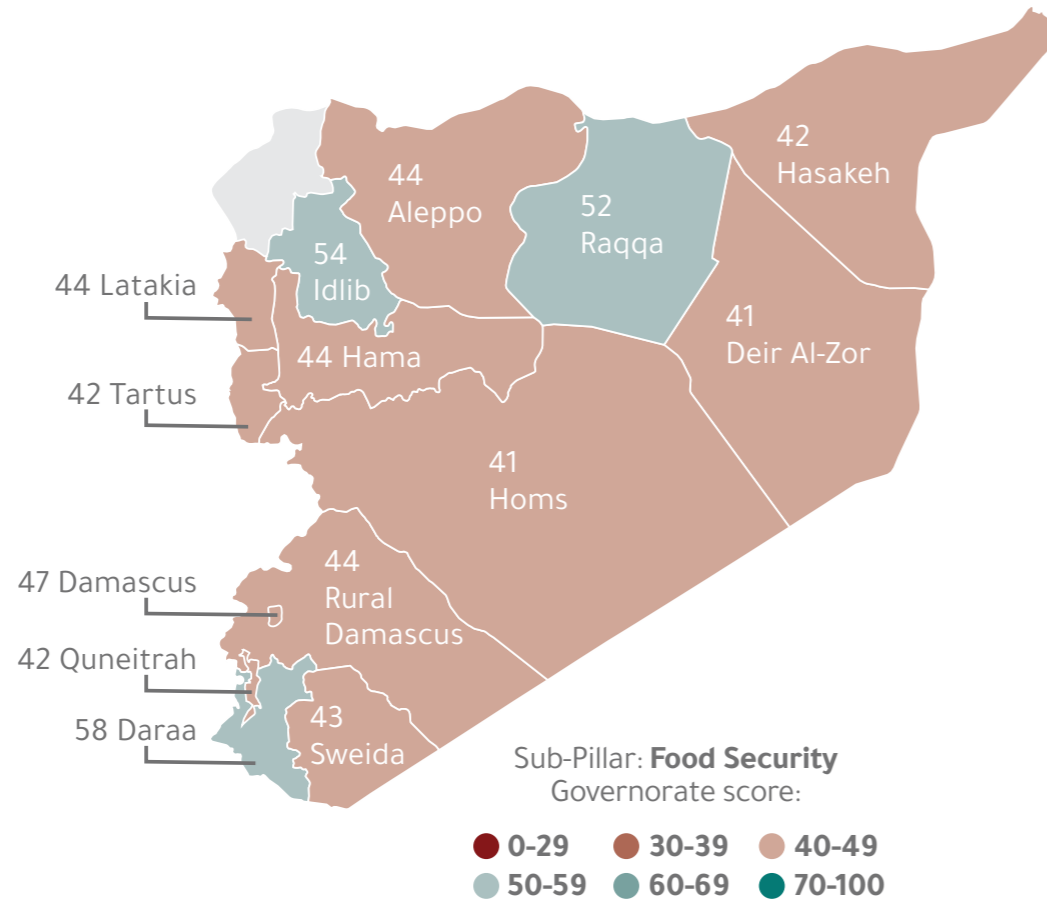 42
Hasakeh
44
Aleppo
52
Raqqa
54
Idlib
44 Latakia
41
Deir Al-Zor
44 Hama
42 Tartus
41
Homs
44
Rural
Damascus
47 Damascus
42 Quneitrah
58 Daraa
43
Sweida
Sub-Pillar: Food Security
Governorate score:
0-29 30-39 40-49
50-59 60-69 70-100